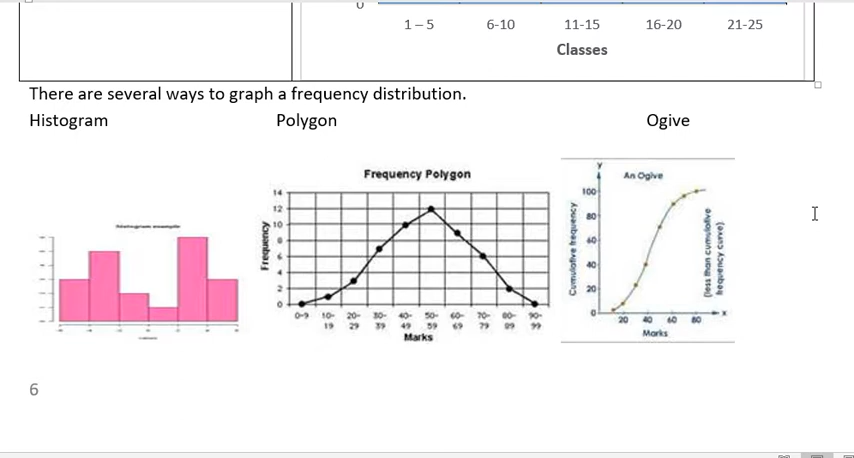 0
1 – 5 6-10 11-15 16-20 21-25
Classes
There are several ways to graph a frequency distribution.
Histogram Polygon Ogive
Histogram example
Frequency Polygon
Frequency
14
12
10
8
6
4
2
0
0-9 10-19 20-29 30-39 40-49 50-59 60-69 70-79 80-89 90-99
Marks
Y
An Ogive
Cumulative frequency
100
80
60
40
20
0
20 40 60 80
X
Marks
(less than cumulative
frequency curve)
6